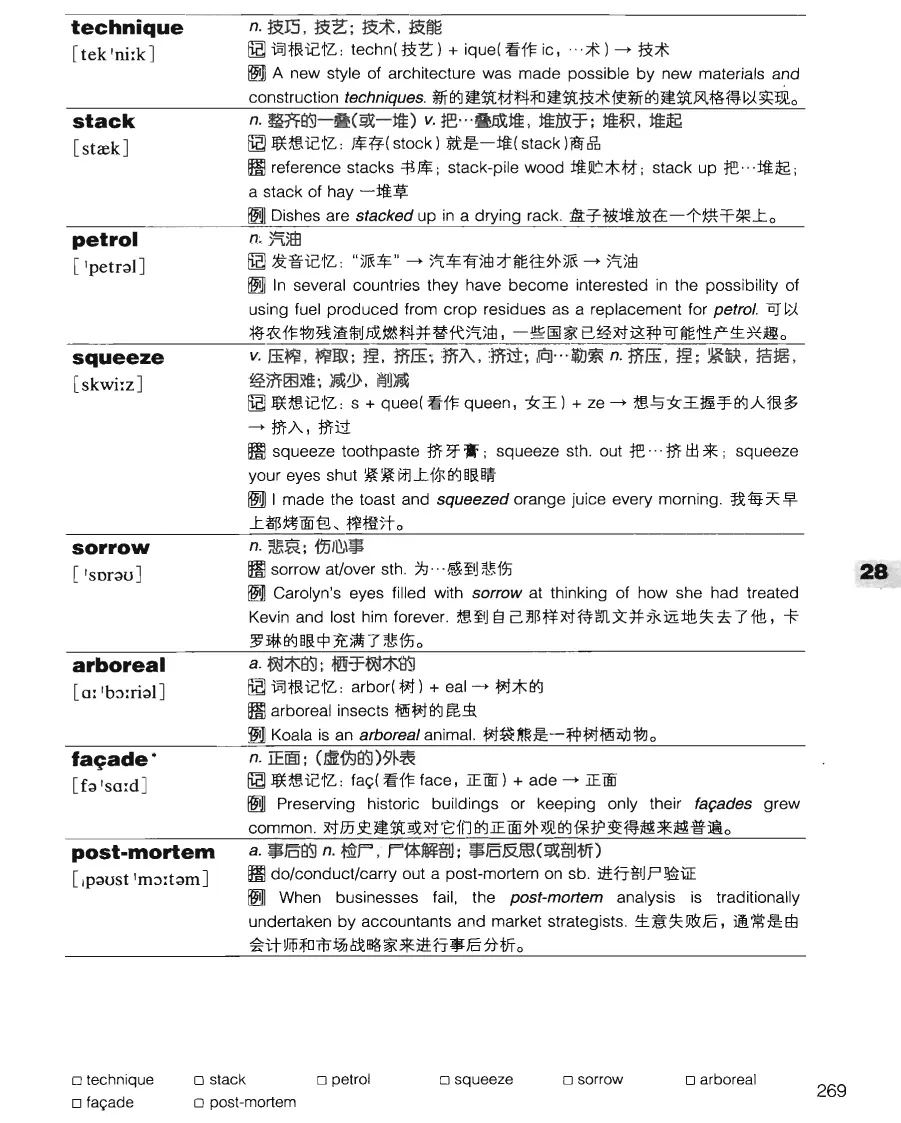 technique
n. 技巧，技艺；技术，技能
[tek'niːk]
记 词根记忆：techn(技艺) + ique(看作 ic，…术) → 技术
例 A new style of architecture was made possible by new materials and
construction techniques. 新的建筑材料和建筑技术使新的建筑风格得以实现。
stack
n. 整齐的一叠(或一堆) v. 把…叠成堆，堆放于；堆积，堆起
[stæk]
记 联想记忆：库存(stock)就是一堆(stack)商品
搭 reference stacks 书库；stack-pile wood 堆贮木材；stack up 把…堆起；
a stack of hay 一堆草
例 Dishes are stacked up in a drying rack. 盘子被堆放在一个烘干架上。
petrol
n. 汽油
['petrəl]
记 发音记忆：“派车” → 汽车有油才能往外派 → 汽油
例 In several countries they have become interested in the possibility of
using fuel produced from crop residues as a replacement for petrol. 可以
将农作物残渣制成燃料并替代汽油，一些国家已经对这种可能性产生兴趣。
squeeze
v. 压榨，榨取；捏，挤压；挤入，挤过；向…勒索 n. 挤压，捏；紧缺，拮据，
[skwiːz]
经济困难；减少，削减
记 联想记忆：s + quee(看作 queen，女王) + ze → 想与女王握手的人很多
→ 挤入，挤过
搭 squeeze toothpaste 挤牙膏；squeeze sth. out 把…挤出来；squeeze
your eyes shut 紧紧闭上你的眼睛
例 I made the toast and squeezed orange juice every morning. 我每天早
上都烤面包、榨橙汁。
sorrow
n. 悲哀；伤心事
['sɒrəʊ]
搭 sorrow at/over sth. 为…感到悲伤
28
例 Carolyn's eyes filled with sorrow at thinking of how she had treated
Kevin and lost him forever. 想到自己那样对待凯文并永远地失去了他，卡
罗琳的眼中充满了悲伤。
arboreal
a. 树木的；栖于树木的
[ɑː'bɔːriəl]
记 词根记忆：arbor(树) + eal → 树木的
搭 arboreal insects 栖树的昆虫
例 Koala is an arboreal animal. 树袋熊是一种树栖动物。
façade*
n. 正面；(虚伪的)外表
[fə'sɑːd]
记 联想记忆：faç(看作 face，正面) + ade → 正面
例 Preserving historic buildings or keeping only their façades grew
common. 对历史建筑或对它们的正面外观的保护变得越来越普遍。
post-mortem
a. 事后的 n. 检尸，尸体解剖；事后反思(或剖析)
[ˌpəʊst'mɔːtəm]
搭 do/conduct/carry out a post-mortem on sb. 进行剖尸验证
例 When businesses fail, the post-mortem analysis is traditionally
undertaken by accountants and market strategists. 生意失败后，通常是由
会计师和市场战略家来进行事后分析。
□ technique □ stack □ petrol □ squeeze □ sorrow □ arboreal
□ façade □ post-mortem
269